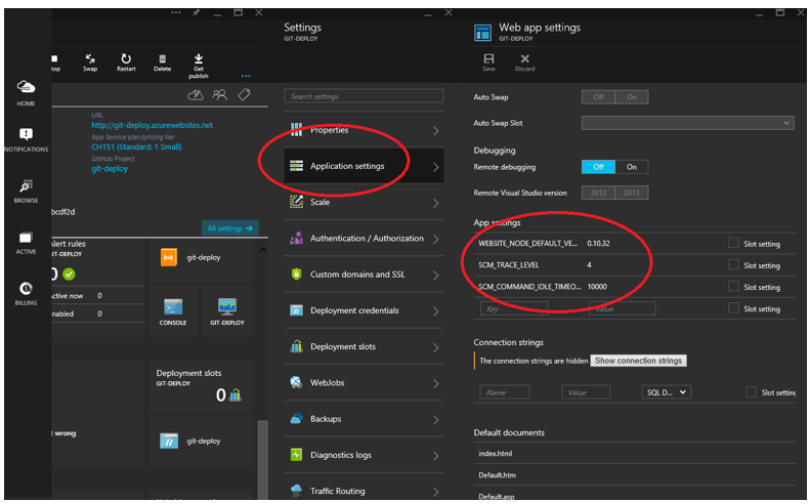 HOME
NOTIFICATIONS
BROWSE
ACTIVE
BILLING
Swap
Restart
Delete
Get
publish
URL
http://git-deploy.azurewebsites.net
App Service plan/pricing tier
CH1S1 (Standard: 1 Small)
GitHub Project
git-deploy
bcdf2d
All settings →
Alert rules
GIT-DEPLOY
0
Active now 0
nabled 0
git-deploy
CONSOLE
GIT-DEPLOY
Deployment slots
GIT-DEPLOY
0
wrong
git-deploy
Settings
GIT-DEPLOY
Search settings
Properties
Application settings
Scale
Authentication / Authorization
Custom domains and SSL
Deployment credentials
Deployment slots
WebJobs
Backups
Diagnostics logs
Traffic Routing
Web app settings
GIT-DEPLOY
Save Discard
Auto Swap Off On
Auto Swap Slot
Debugging
Remote debugging Off On
Remote Visual Studio version 2012 2013
App settings
WEBSITE_NODE_DEFAULT_VE... 0.10.32 Slot setting
SCM_TRACE_LEVEL 4 Slot setting
SCM_COMMAND_IDLE_TIMEO... 10000 Slot setting
Key Value Slot setting
Connection strings
The connection strings are hidden Show connection strings
Name Value SQL D... Slot setting
Default documents
index.html
Default.htm
Default.asp